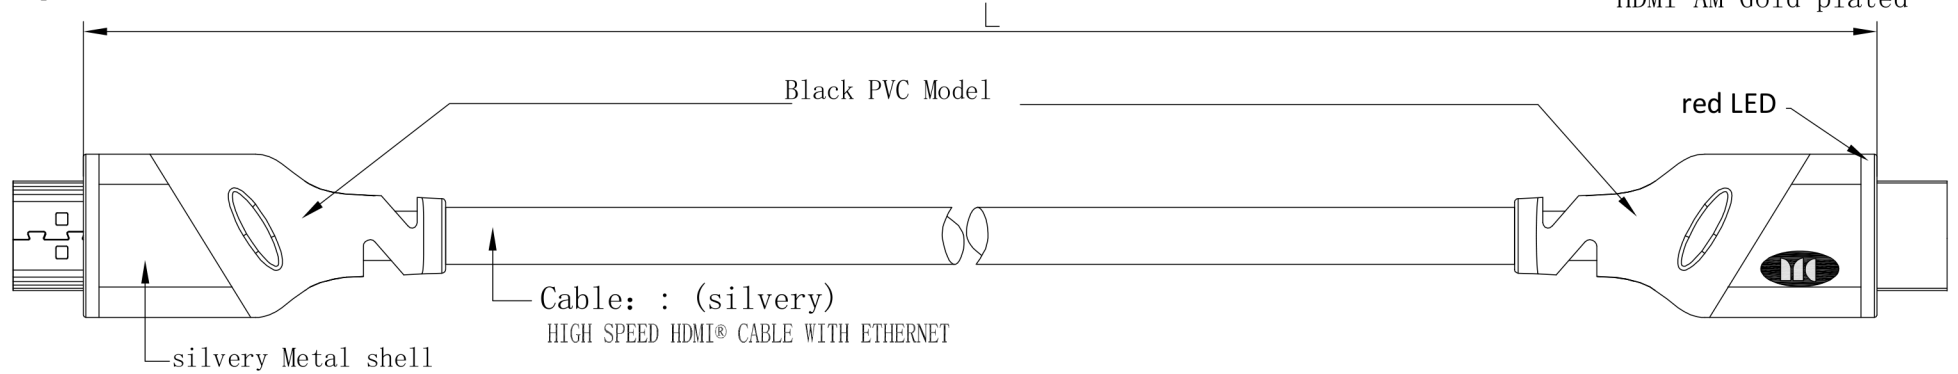 L
HDMI AM Gold plated
Black PVC Model
red LED
Cable：: (silvery)
HIGH SPEED HDMI® CABLE WITH ETHERNET
silvery Metal shell